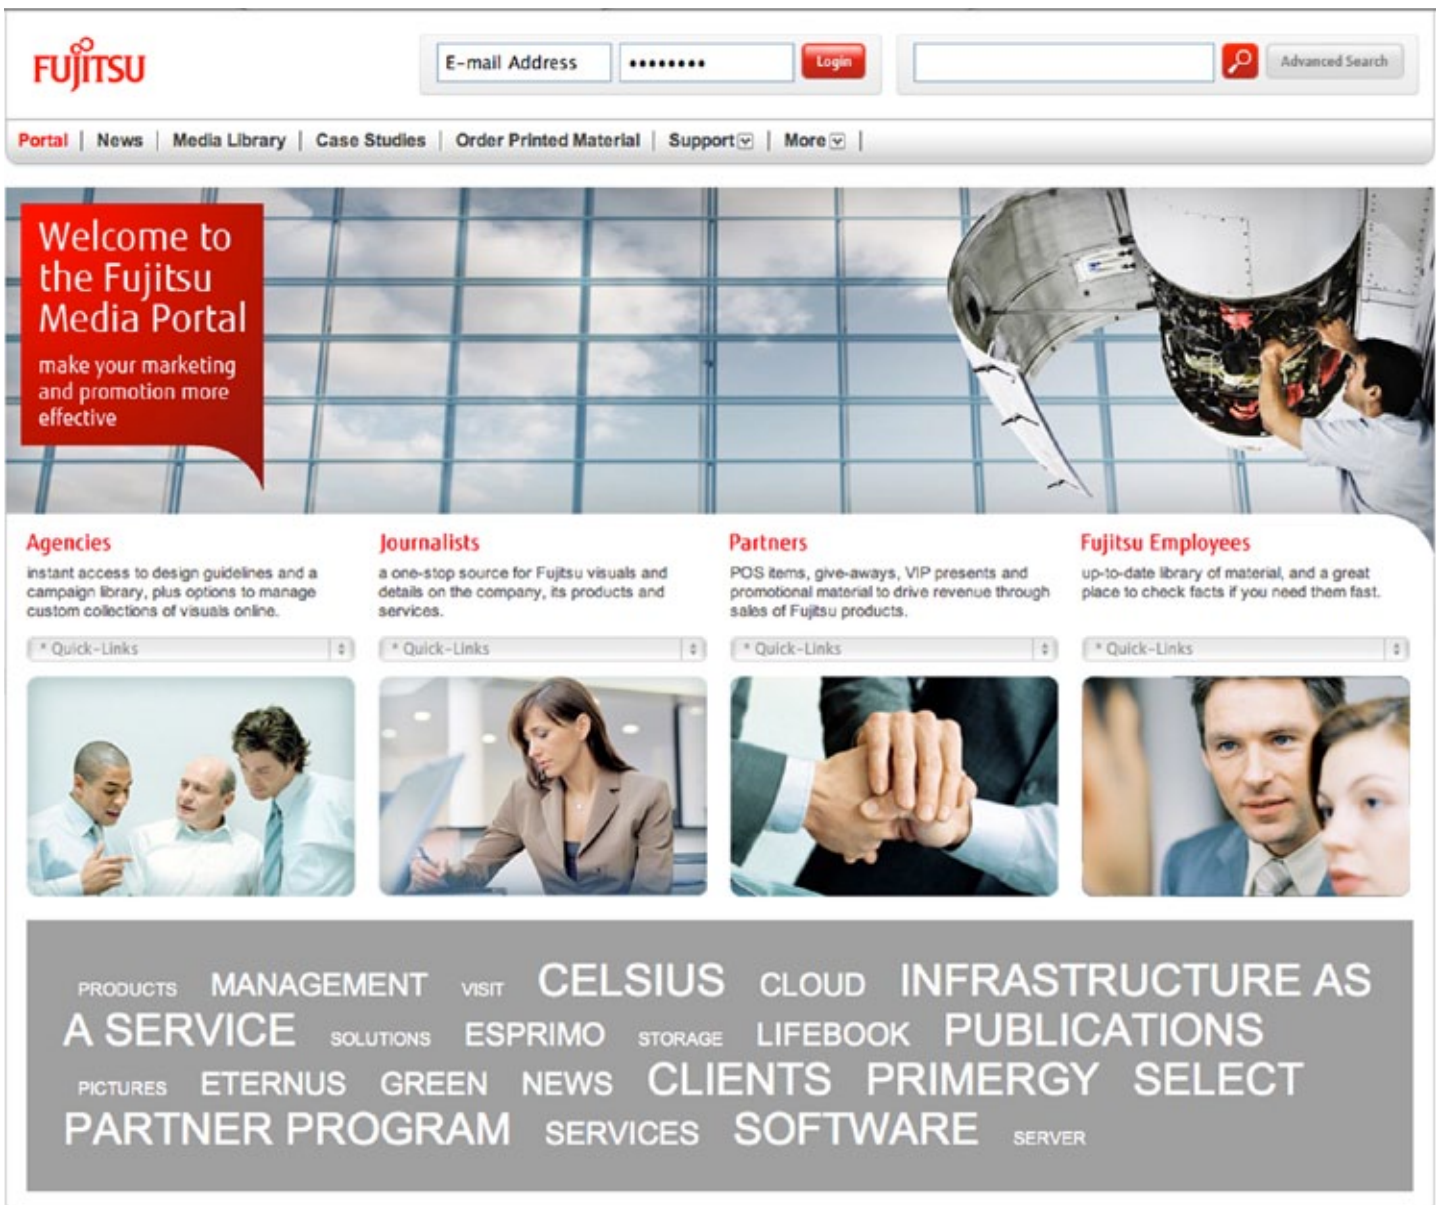 FUJITSU
E-mail Address
••••••••
Login
Advanced Search
Portal | News | Media Library | Case Studies | Order Printed Material | Support | More |
Welcome to
the Fujitsu
Media Portal
make your marketing
and promotion more
effective
Agencies
instant access to design guidelines and a
campaign library, plus options to manage
custom collections of visuals online.
* Quick-Links
Journalists
a one-stop source for Fujitsu visuals and
details on the company, its products and
services.
* Quick-Links
Partners
POS items, give-aways, VIP presents and
promotional material to drive revenue through
sales of Fujitsu products.
* Quick-Links
Fujitsu Employees
up-to-date library of material, and a great
place to check facts if you need them fast.
* Quick-Links
PRODUCTS MANAGEMENT VISIT CELSIUS CLOUD INFRASTRUCTURE AS
A SERVICE SOLUTIONS ESPRIMO STORAGE LIFEBOOK PUBLICATIONS
PICTURES ETERNUS GREEN NEWS CLIENTS PRIMERGY SELECT
PARTNER PROGRAM SERVICES SOFTWARE SERVER